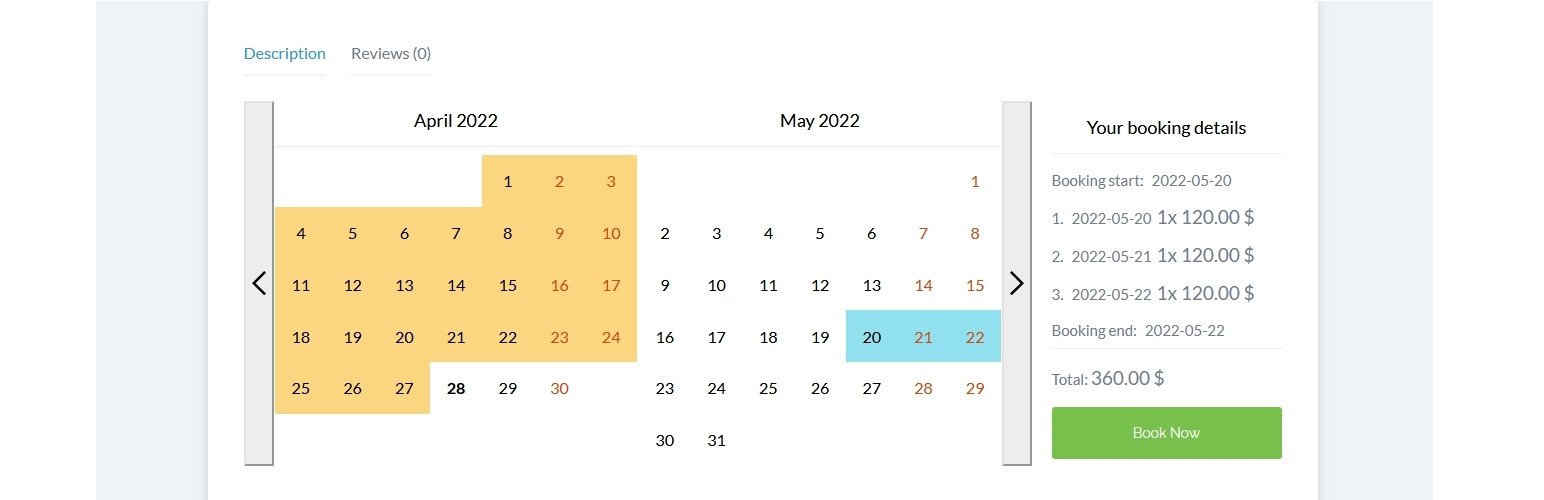 Description Reviews (0)
April 2022
1 2 3
4 5 6 7 8 9 10
11 12 13 14 15 16 17
18 19 20 21 22 23 24
25 26 27 28 29 30
May 2022
1
2 3 4 5 6 7 8
9 10 11 12 13 14 15
16 17 18 19 20 21 22
23 24 25 26 27 28 29
30 31
Your booking details
Booking start: 2022-05-20
1. 2022-05-20 1x 120.00 $
2. 2022-05-21 1x 120.00 $
3. 2022-05-22 1x 120.00 $
Booking end: 2022-05-22
Total: 360.00 $
Book Now